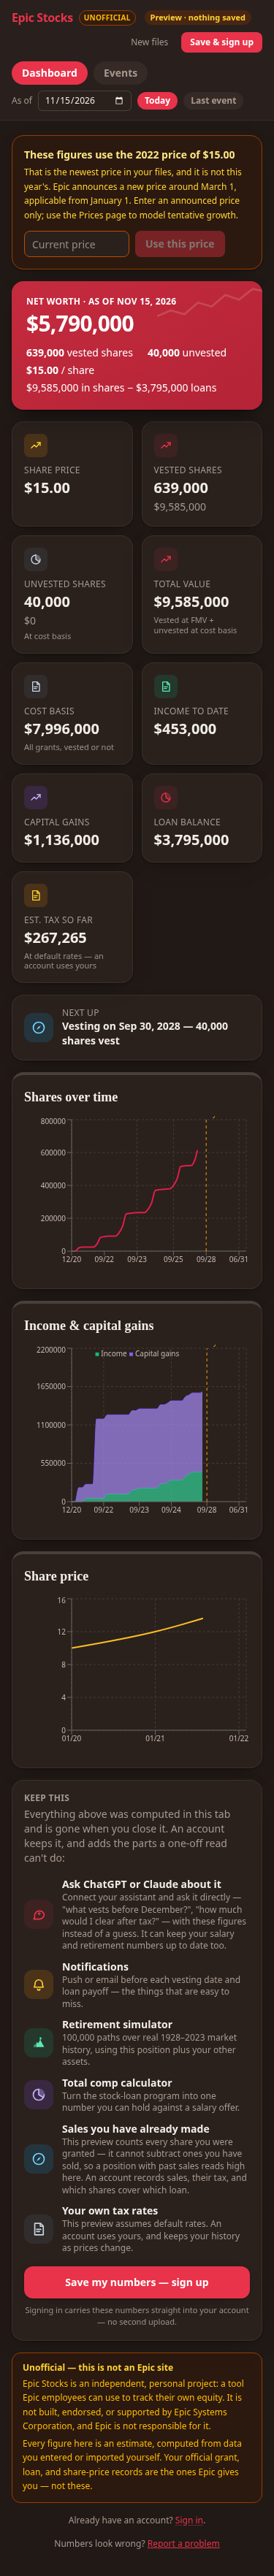 Epic Stocks UNOFFICIAL Preview · nothing saved
New files Save & sign up
Dashboard Events
As of 11/15/2026 Today Last event
These figures use the 2022 price of $15.00
That is the newest price in your files, and it is not this
year's. Epic announces a new price around March 1,
applicable from January 1. Enter an announced price
only; use the Prices page to model tentative growth.
Current price Use this price
NET WORTH · AS OF NOV 15, 2026
$5,790,000
639,000 vested shares 40,000 unvested
$15.00 / share
$9,585,000 in shares − $3,795,000 loans
SHARE PRICE
$15.00
VESTED SHARES
639,000
$9,585,000
UNVESTED SHARES
40,000
$0
At cost basis
TOTAL VALUE
$9,585,000
Vested at FMV +
unvested at cost basis
COST BASIS
$7,996,000
All grants, vested or not
INCOME TO DATE
$453,000
CAPITAL GAINS
$1,136,000
LOAN BALANCE
$3,795,000
EST. TAX SO FAR
$267,265
At default rates — an
account uses yours
NEXT UP
Vesting on Sep 30, 2028 — 40,000
shares vest
Shares over time
800000
600000
400000
200000
0
12/20 09/22 09/23 09/25 09/28 06/31
Income & capital gains
2200000
Income Capital gains
1650000
1100000
550000
0
12/20 09/22 09/23 09/24 09/28 06/31
Share price
16
12
8
4
0
01/20 01/21 01/22
KEEP THIS
Everything above was computed in this tab
and is gone when you close it. An account
keeps it, and adds the parts a one-off read
can't do:
Ask ChatGPT or Claude about it
Connect your assistant and ask it directly —
"what vests before December?", "how much
would I clear after tax?" — with these figures
instead of a guess. It can keep your salary
and retirement numbers up to date too.
Notifications
Push or email before each vesting date and
loan payoff — the things that are easy to
miss.
Retirement simulator
100,000 paths over real 1928–2023 market
history, using this position plus your other
assets.
Total comp calculator
Turn the stock-loan program into one
number you can hold against a salary offer.
Sales you have already made
This preview counts every share you were
granted — it can not subtract ones you have
sold, so a position with past sales reads high
here. An account records sales, their tax, and
which shares cover which loan.
Your own tax rates
This preview assumes default rates. An
account uses yours, and keeps your history
as prices change.
Save my numbers — sign up
Signing in carries these numbers straight into your account
— no second upload.
Unofficial — this is not an Epic site
Epic Stocks is an independent, personal project: a tool
Epic employees can use to track their own equity. It is
not built, endorsed, or supported by Epic Systems
Corporation, and Epic is not responsible for it.
Every figure here is an estimate, computed from data
you entered or imported yourself. Your official grant,
loan, and share-price records are the ones Epic gives
you — not these.
Already have an account? Sign in.
Numbers look wrong? Report a problem